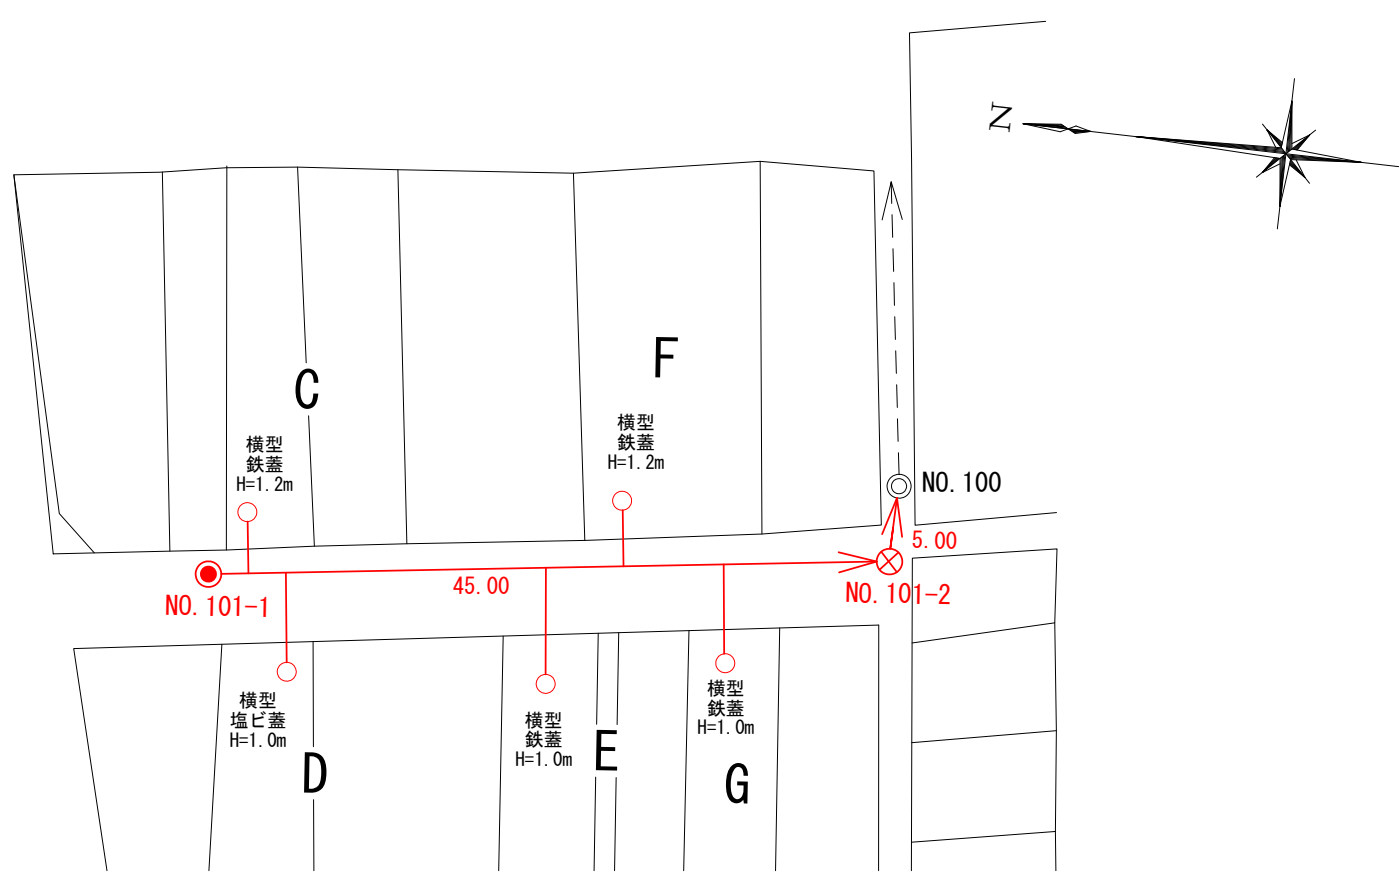 N
C
F
横型
鉄蓋
H=1.2m
横型
鉄蓋
H=1.2m
NO.100
5.00
45.00
NO.101-1
NO.101-2
横型
塩ビ蓋
H=1.0m
D
横型
鉄蓋
H=1.0m
E
横型
鉄蓋
H=1.0m
G